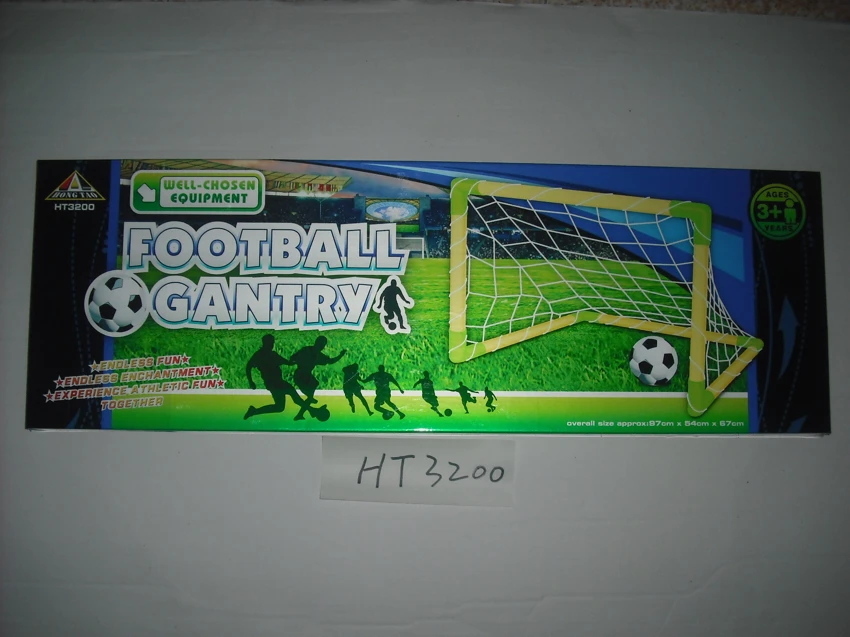 HONG TAO
HT3200
WELL-CHOSEN
EQUIPMENT
FOOTBALL
GANTRY
★ENDLESS FUN★
★ENDLESS ENCHANTMENT★
★EXPERIENCE ATHLETIC FUN★
TOGETHER
AGES
3+
YEARS
overall size approx:97cm x 54cm x 67cm
HT3200